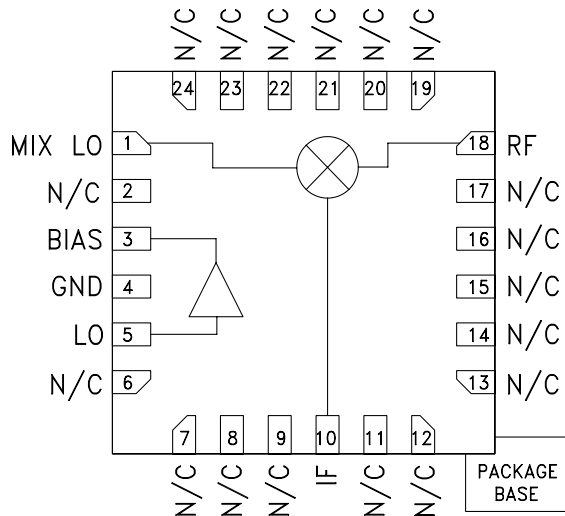 N/C N/C N/C N/C N/C N/C
24 23 22 21 20 19
MIX LO 1 18 RF
N/C 2 17 N/C
BIAS 3 16 N/C
GND 4 15 N/C
LO 5 14 N/C
N/C 6 13 N/C
7 8 9 10 11 12
N/C N/C N/C IF N/C N/C
PACKAGE
BASE